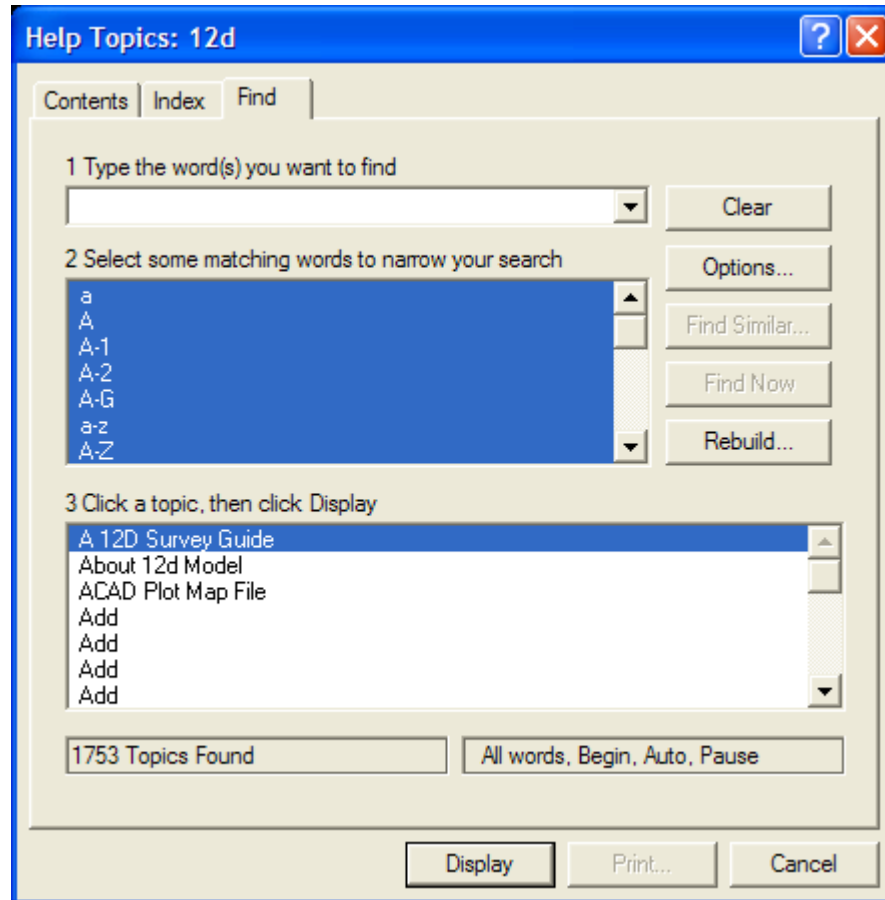 Help Topics: 12d
Contents
Index
Find
1 Type the word(s) you want to find
Clear
2 Select some matching words to narrow your search
Options...
a
A
A-1
A-2
A-G
a-z
A-Z
Find Similar...
Find Now
Rebuild...
3 Click a topic, then click Display
A 12D Survey Guide
About 12d Model
ACAD Plot Map File
Add
Add
Add
Add
1753 Topics Found
All words, Begin, Auto, Pause
Display
Print...
Cancel